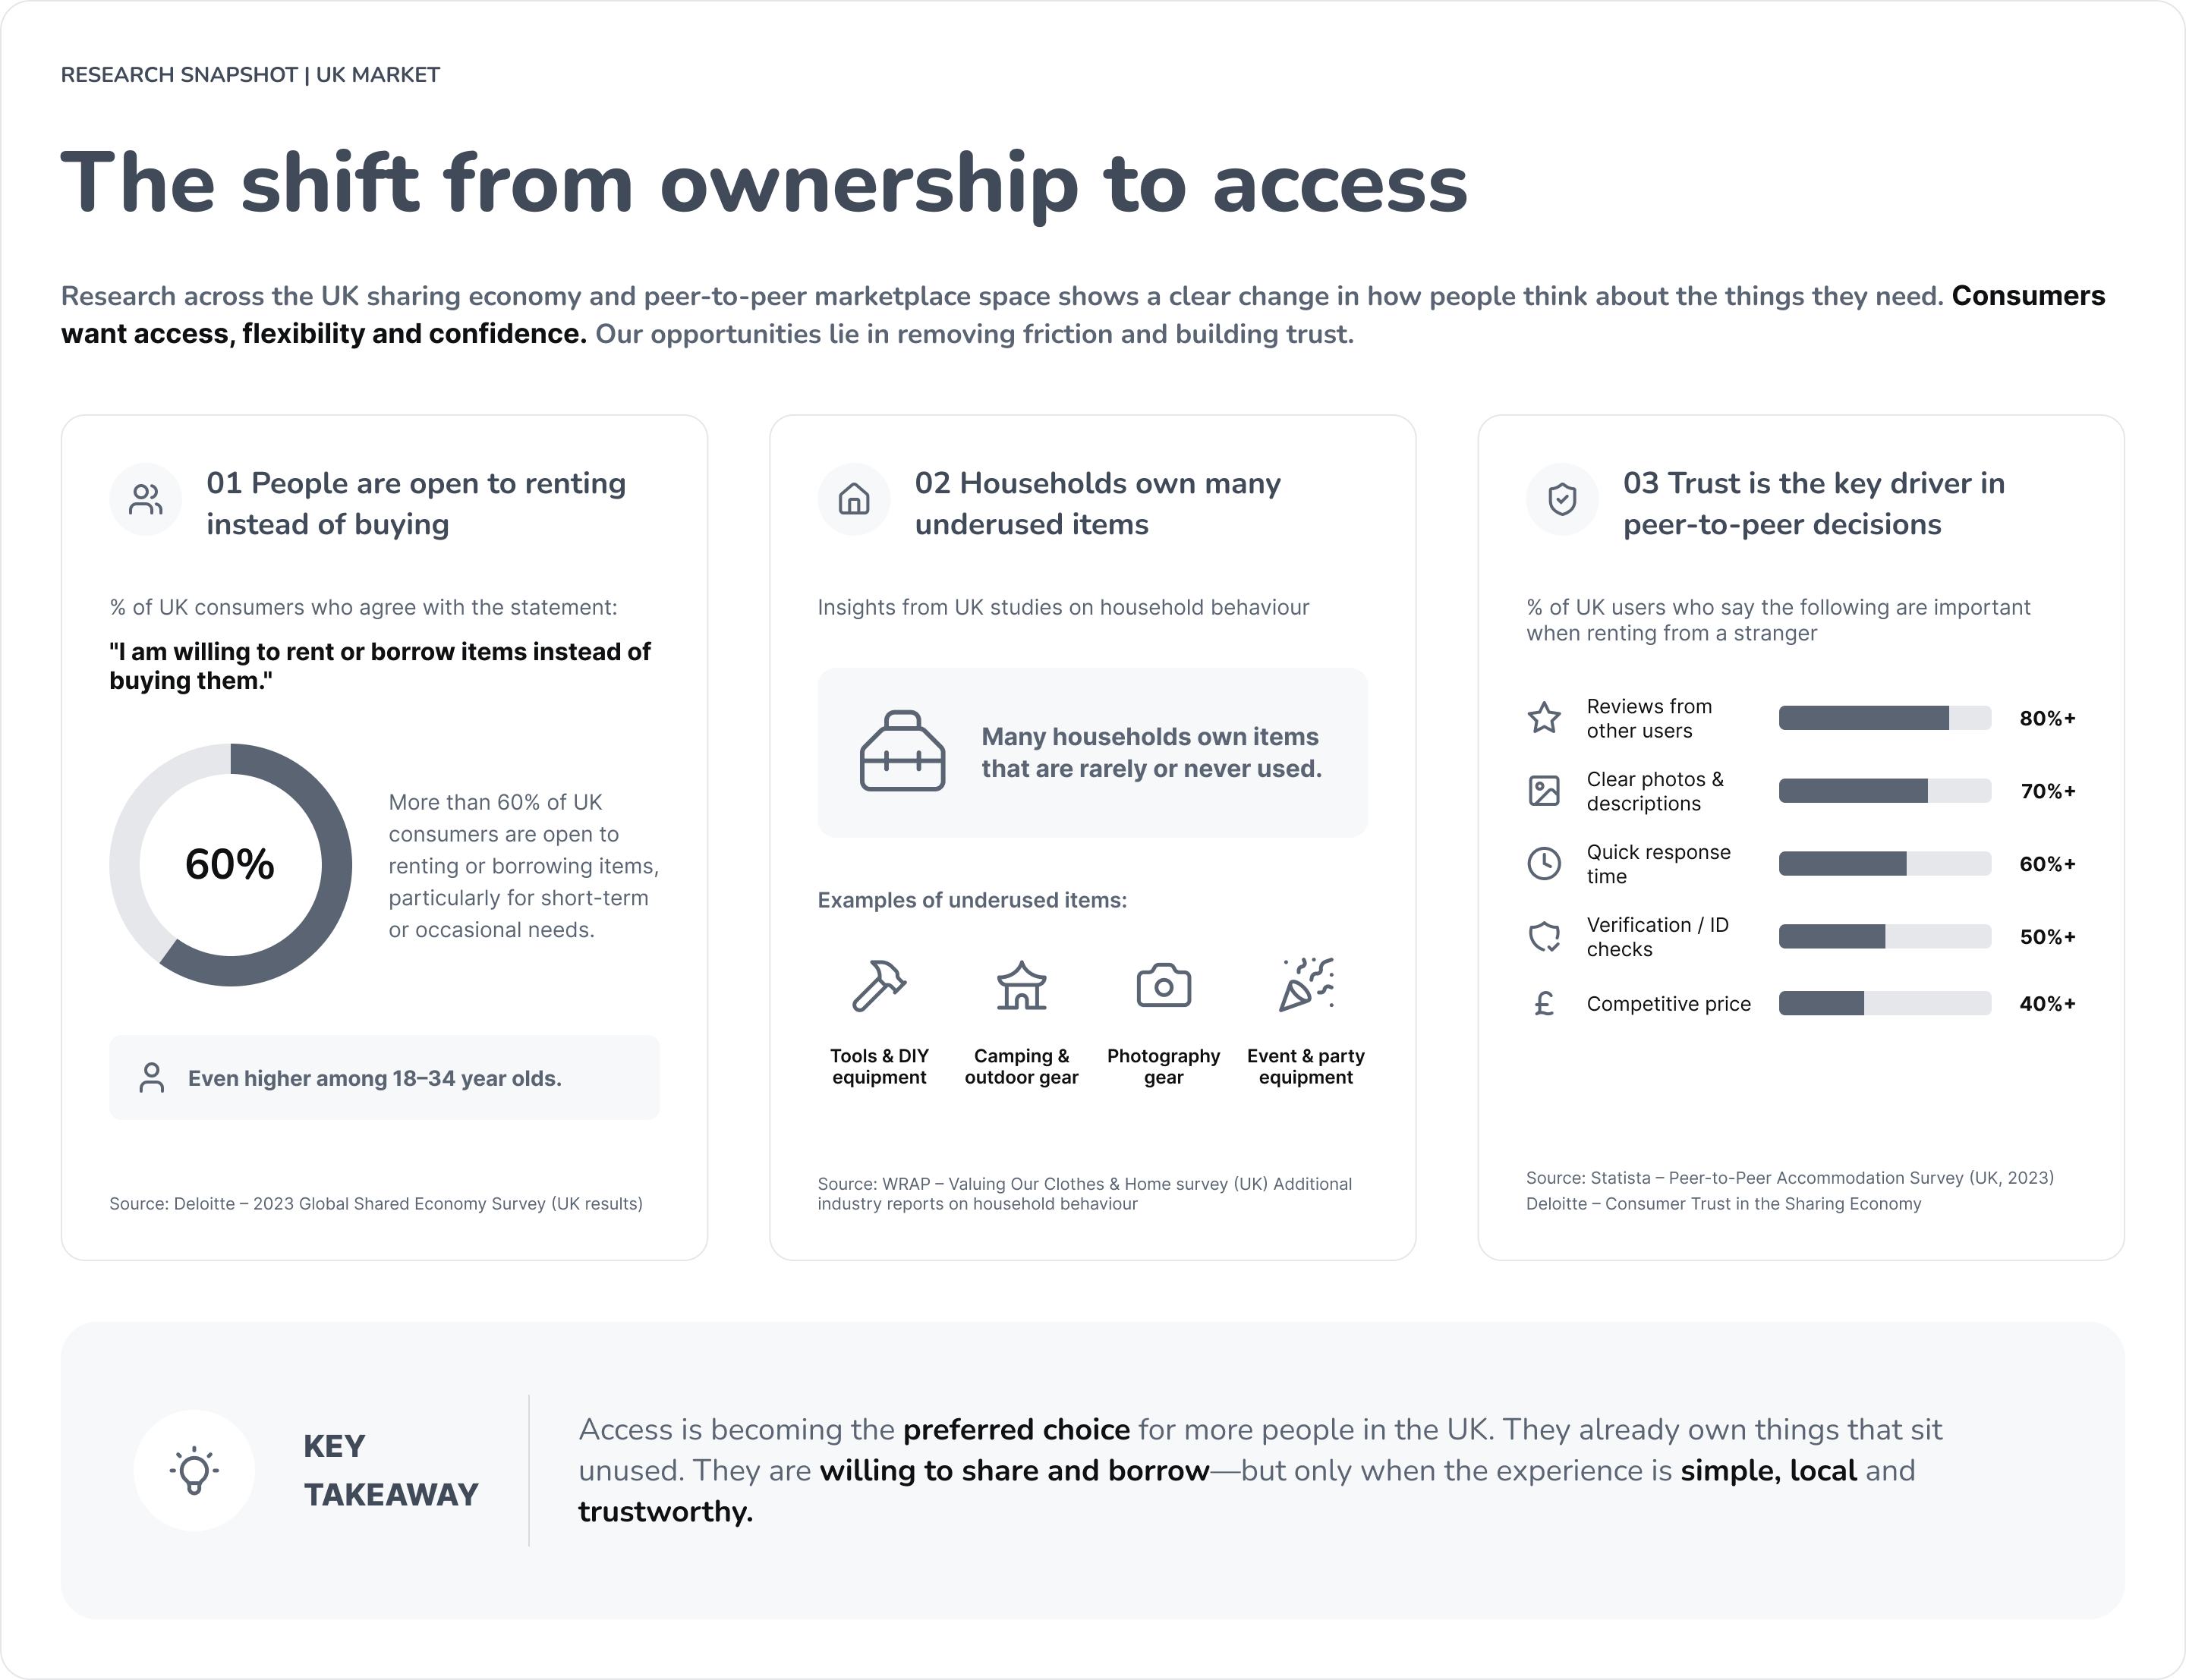 RESEARCH SNAPSHOT | UK MARKET
The shift from ownership to access
Research across the UK sharing economy and peer-to-peer marketplace space shows a clear change in how people think about the things they need. Consumers
want access, flexibility and confidence. Our opportunities lie in removing friction and building trust.
01 People are open to renting
instead of buying
% of UK consumers who agree with the statement:
"I am willing to rent or borrow items instead of
buying them."
60%
More than 60% of UK
consumers are open to
renting or borrowing items,
particularly for short-term
or occasional needs.
Even higher among 18–34 year olds.
Source: Deloitte – 2023 Global Shared Economy Survey (UK results)
02 Households own many
underused items
Insights from UK studies on household behaviour
Many households own items
that are rarely or never used.
Examples of underused items:
Tools & DIY
equipment
Camping &
outdoor gear
Photography
gear
Event & party
equipment
Source: WRAP – Valuing Our Clothes & Home survey (UK) Additional
industry reports on household behaviour
03 Trust is the key driver in
peer-to-peer decisions
% of UK users who say the following are important
when renting from a stranger
Reviews from
other users
80%+
Clear photos &
descriptions
70%+
Quick response
time
60%+
Verification / ID
checks
50%+
£
Competitive price
40%+
Source: Statista – Peer-to-Peer Accommodation Survey (UK, 2023)
Deloitte – Consumer Trust in the Sharing Economy
KEY
TAKEAWAY
Access is becoming the preferred choice for more people in the UK. They already own things that sit
unused. They are willing to share and borrow—but only when the experience is simple, local and
trustworthy.